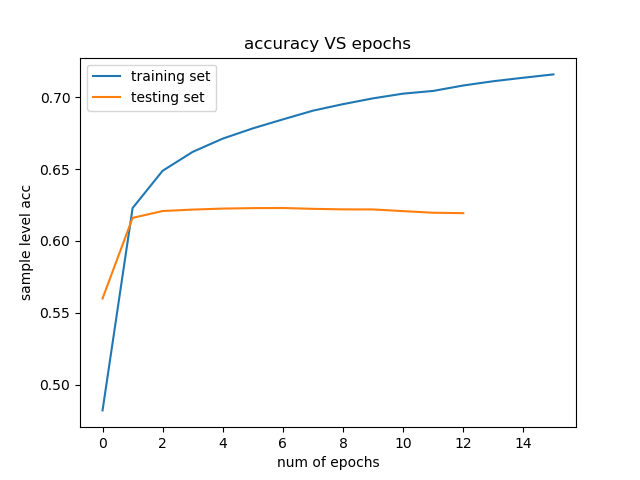 accuracy VS epochs
training set
testing set
0.70
0.65
0.60
0.55
0.50
sample level acc
0 2 4 6 8 10 12 14
num of epochs